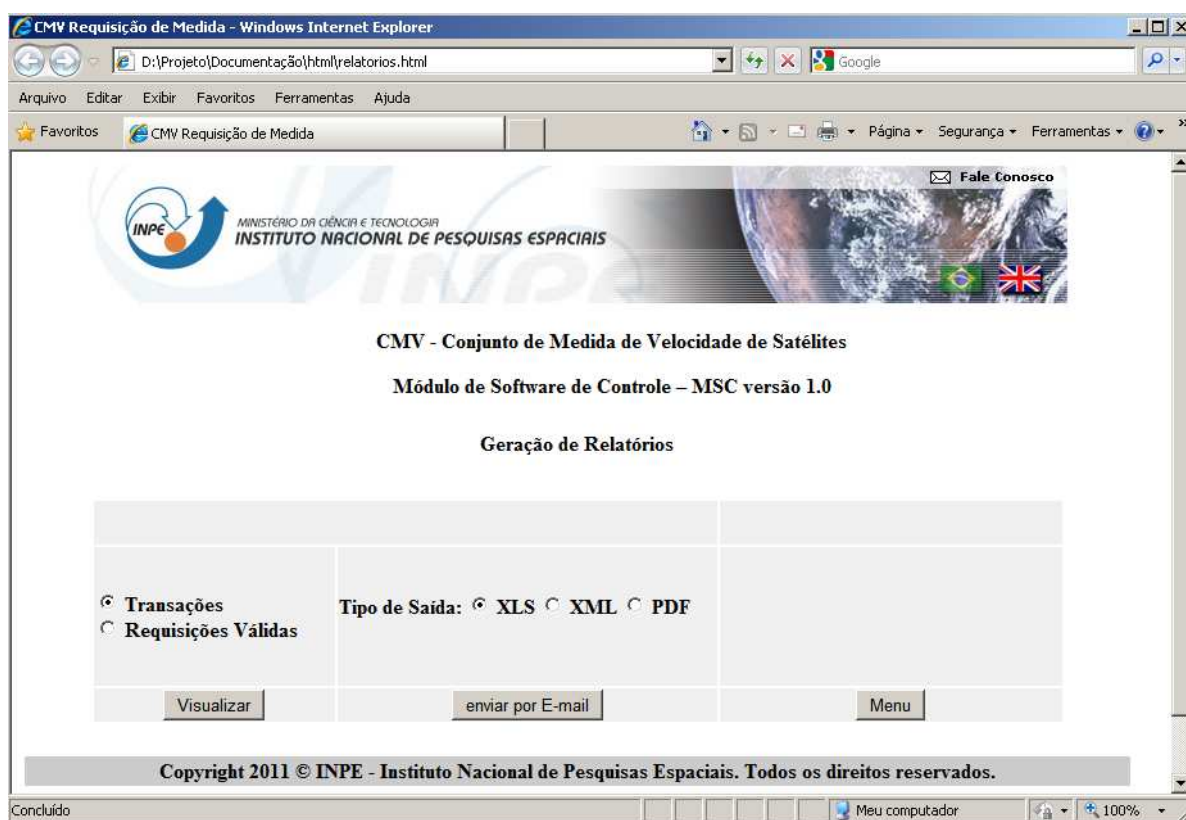 CMV Requisição de Medida - Windows Internet Explorer
D:\Projeto\Documentação\html\relatorios.html
Google
Arquivo Editar Exibir Favoritos Ferramentas Ajuda
Favoritos CMV Requisição de Medida Página Segurança Ferramentas
Fale Conosco
INPE
MINISTÉRIO DA CIÊNCIA E TECNOLOGIA
INSTITUTO NACIONAL DE PESQUISAS ESPACIAIS
INPE
CMV - Conjunto de Medida de Velocidade de Satélites
Módulo de Software de Controle – MSC versão 1.0
Geração de Relatórios
Transações
Requisições Válidas
Tipo de Saída: XLS XML PDF
Visualizar enviar por E-mail Menu
Copyright 2011 © INPE - Instituto Nacional de Pesquisas Espaciais. Todos os direitos reservados.
Concluído Meu computador 100%